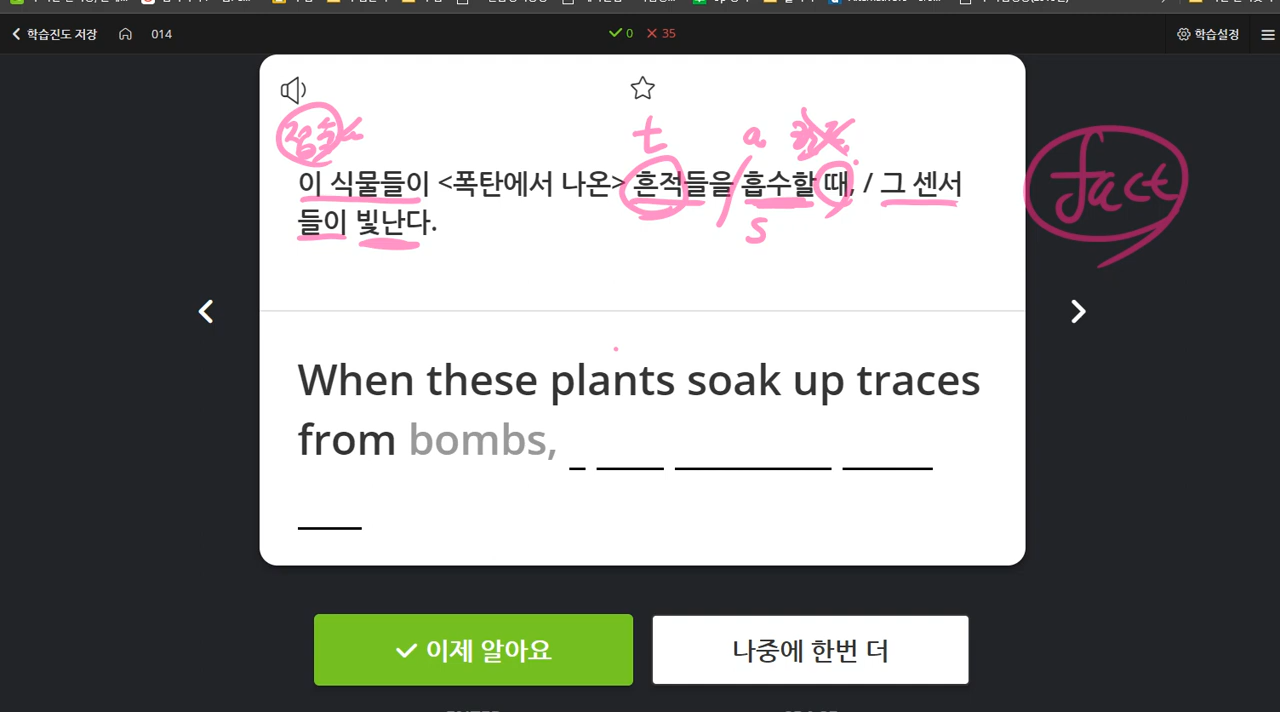 학습진도 저장
014
0
35
학습설정
접속사
t
a
fact
이 식물들이 <폭탄에서 나온> 흔적들을 흡수할 때, / 그 센서
들이 빛난다.
s
When these plants soak up traces
from bombs,
이제 알아요
나중에 한번 더